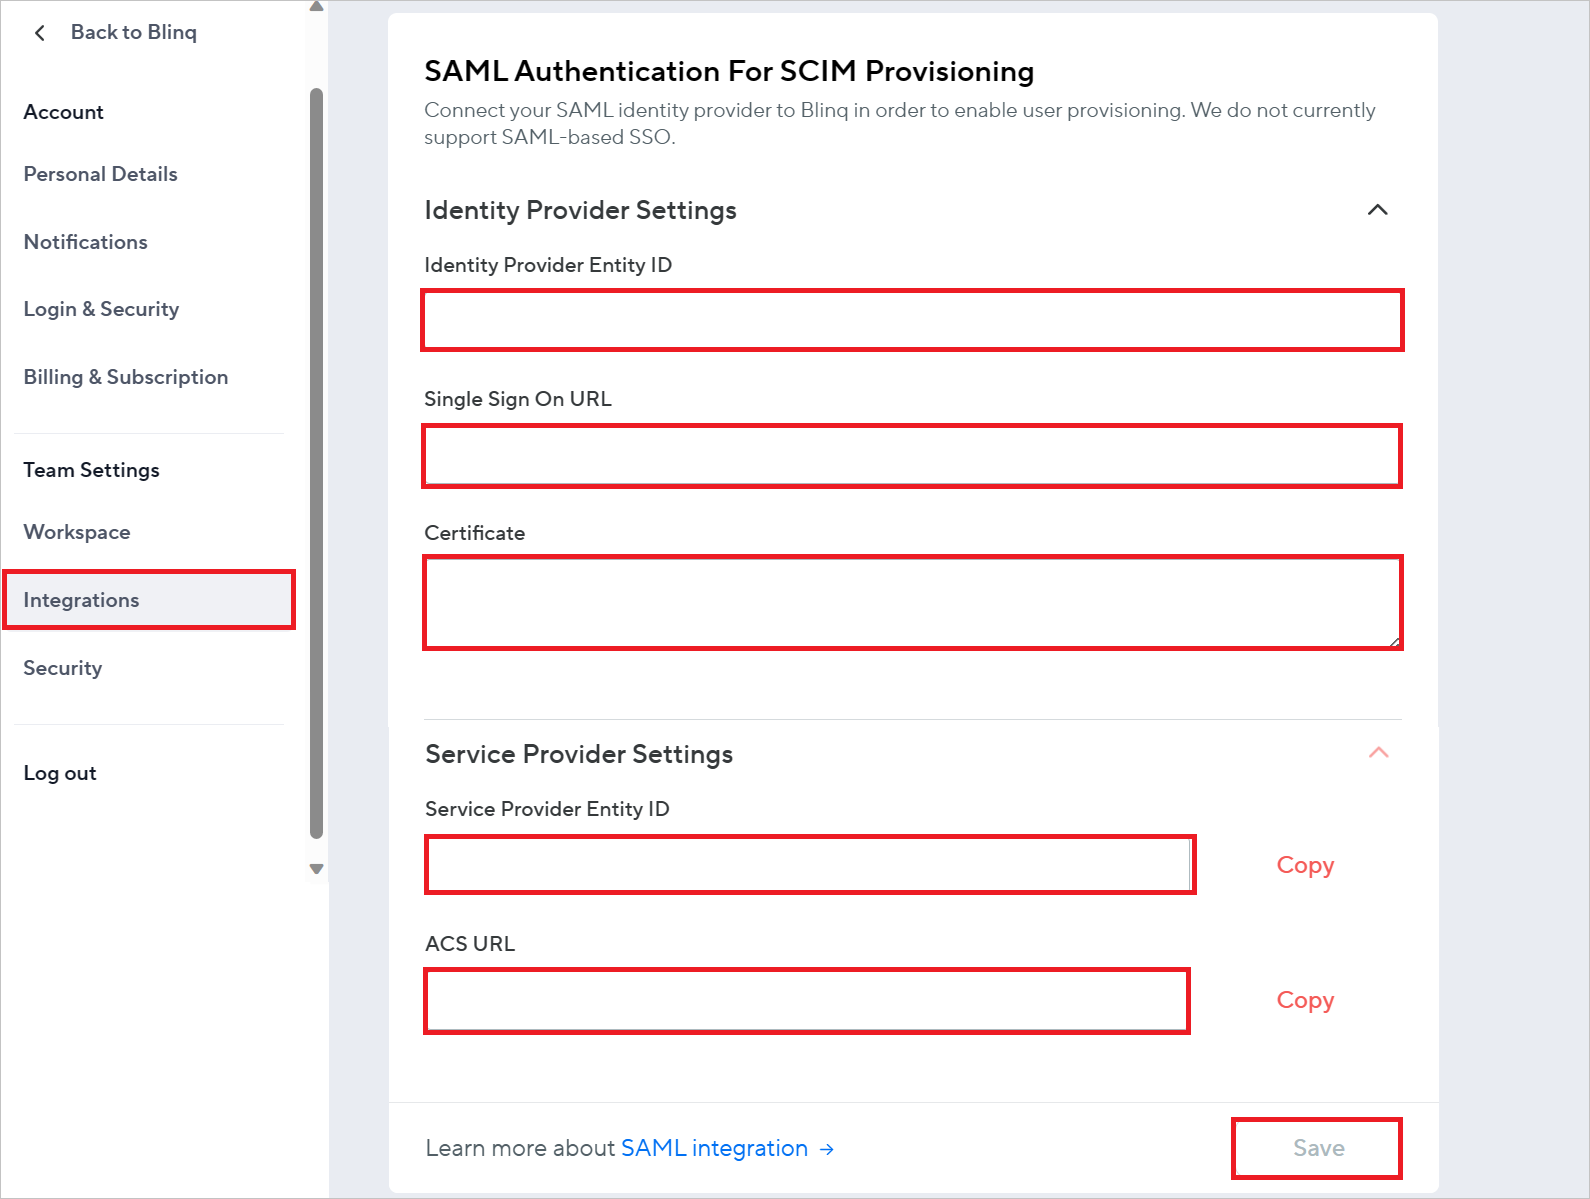 Back to Blinq
Account
Personal Details
Notifications
Login & Security
Billing & Subscription
Team Settings
Workspace
Integrations
Security
Log out
SAML Authentication For SCIM Provisioning
Connect your SAML identity provider to Blinq in order to enable user provisioning. We do not currently
support SAML-based SSO.
Identity Provider Settings
Identity Provider Entity ID
Single Sign On URL
Certificate
Service Provider Settings
Service Provider Entity ID
Copy
ACS URL
Copy
Learn more about SAML integration →
Save